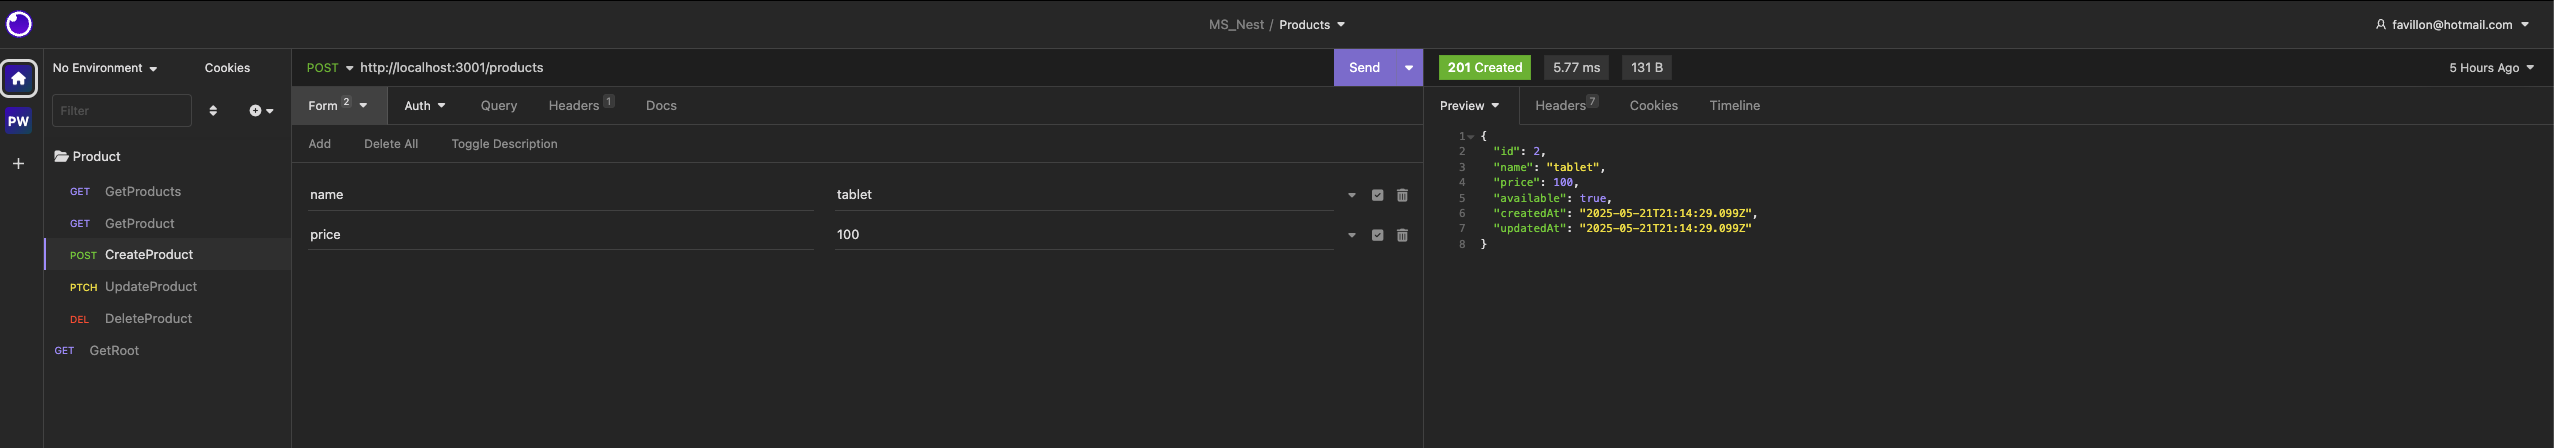 MS_Nest / Products
favillon@hotmail.com
No Environment
Cookies
POST http://localhost:3001/products
Send
201 Created
5.77 ms
131 B
5 Hours Ago
PW
Filter
Form 2
Auth
Query
Headers 1
Docs
Preview
Headers 7
Cookies
Timeline
Add
Delete All
Toggle Description
Product
GET GetProducts
GET GetProduct
POST CreateProduct
PTCH UpdateProduct
DEL DeleteProduct
GET GetRoot
name tablet
price 100
1 {
2 "id": 2,
3 "name": "tablet",
4 "price": 100,
5 "available": true,
6 "createdAt": "2025-05-21T21:14:29.099Z",
7 "updatedAt": "2025-05-21T21:14:29.099Z"
8 }